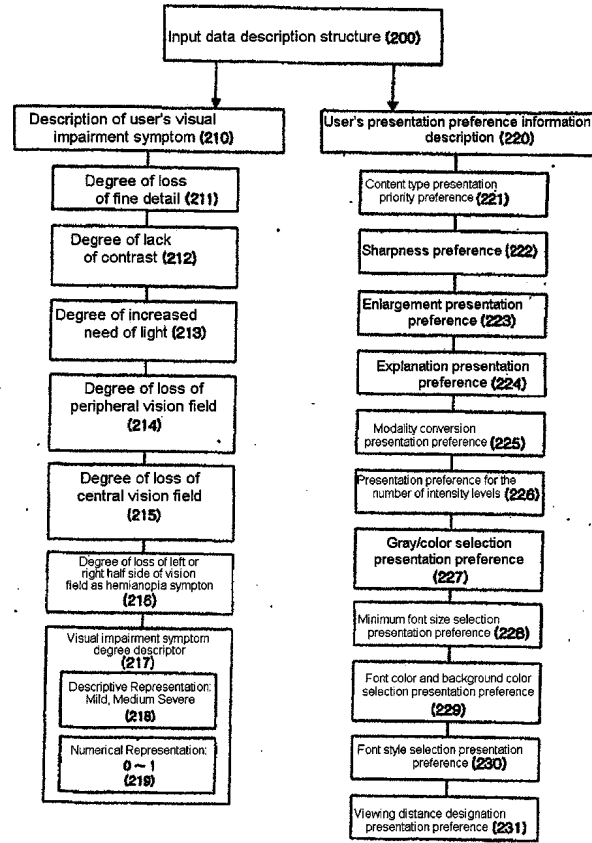 Input data description structure (200)
Description of user's visual
impairment symptom (210)
Degree of loss
of fine detail (211)
Degree of lack
of contrast (212)
Degree of increased
need of light (213)
Degree of loss of
peripheral vision field
(214)
Degree of loss of
central vision field
(215)
Degree of loss of left or
right half side of vision
field as hemianopia sympton
(216)
Visual impairment symptom
degree descriptor
(217)
Descriptive Representation:
Mild, Medium Severe
(218)
Numerical Representation:
0 ~ 1
(219)
User's presentation preference information
description (220)
Content type presentation
priority preference (221)
Sharpness preference (222)
Enlargement presentation
preference (223)
Explanation presentation
preference (224)
Modality conversion
presentation preference (225)
Presentation preference for the
number of intensity levels (226)
Gray/color selection
presentation preference
(227)
Minimum font size selection
presentation preference (228)
Font color and background color
selection presentation preference
(229)
Font style selection presentation
preference (230)
Viewing distance designation
presentation preference (231)